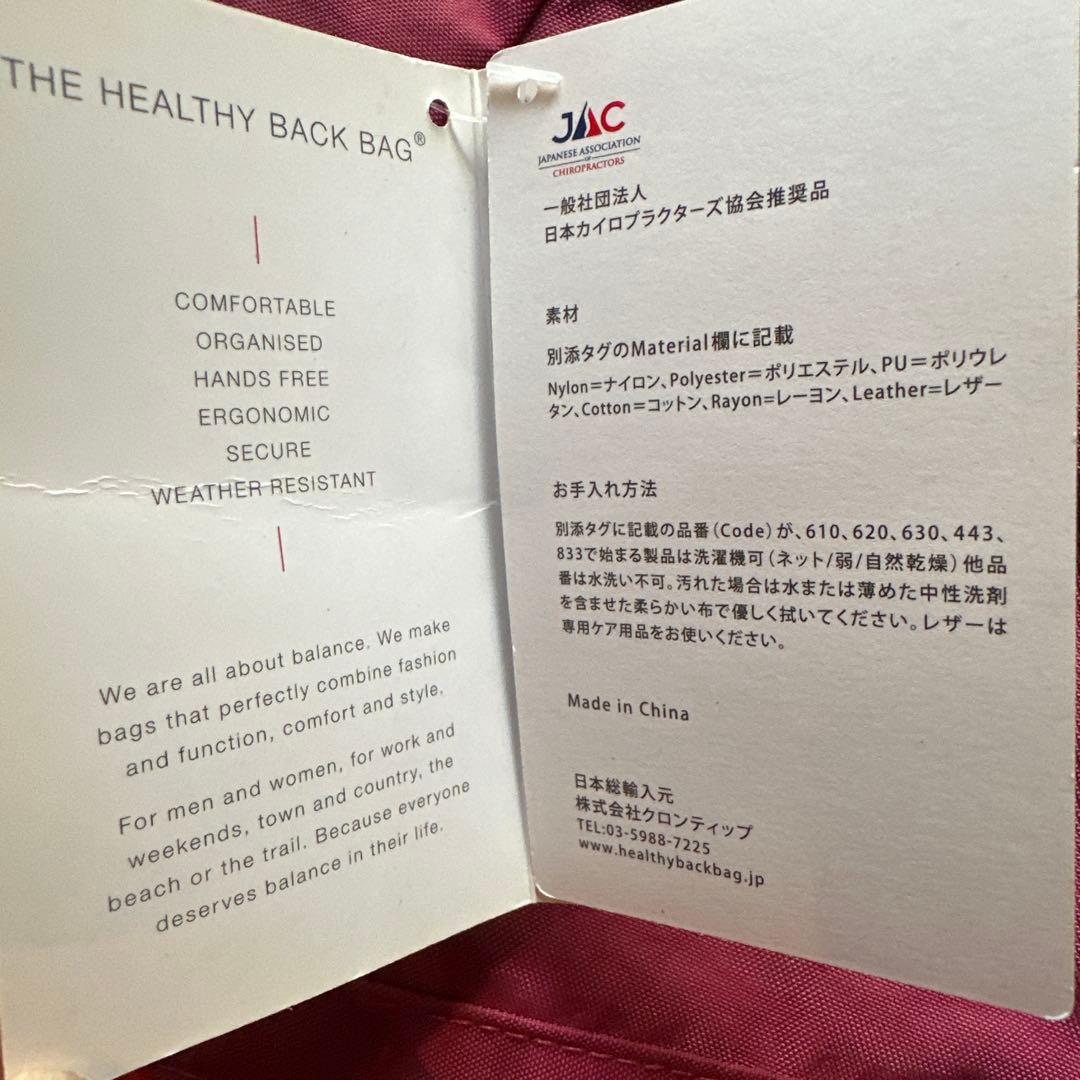 THE HEALTHY BACK BAG®
COMFORTABLE
ORGANISED
HANDS FREE
ERGONOMIC
SECURE
WEATHER RESISTANT
We are all about balance. We make
bags that perfectly combine fashion
and function, comfort and style.
For men and women, for work and
weekends, town and country, the
beach or the trail. Because everyone
deserves balance in their life.
JAC
JAPANESE ASSOCIATION
OF
CHIROPRACTORS
一般社団法人
日本カイロプラクターズ協会推奨品
素材
別添タグのMaterial欄に記載
Nylon=ナイロン、Polyester=ポリエステル、PU=ポリウレ
タン、Cotton=コットン、Rayon=レーヨン、Leather=レザー
お手入れ方法
別添タグに記載の品番(Code)が、610、620、630、443、
833で始まる製品は洗濯機可(ネット/弱/自然乾燥)他品
番は水洗い不可。汚れた場合は水または薄めた中性洗剤
を含ませた柔らかい布で優しく拭いてください。レザーは
専用ケア用品をお使いください。
Made in China
日本総輸入元
株式会社クロンティップ
TEL:03-5988-7225
www.healthybackbag.jp